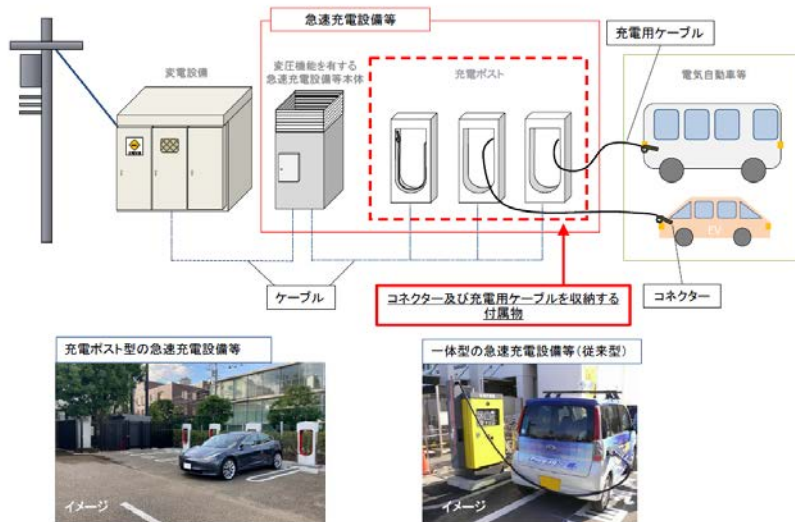 急速充電設備等
充電用ケーブル
変電設備
変圧機能を有する
急速充電設備等本体
充電ポスト
電気自動車等
EV
ケーブル
コネクター及び充電用ケーブルを収納する
付属物
コネクター
充電ポスト型の急速充電設備等
一体型の急速充電設備等(従来型)
イメージ
イメージ